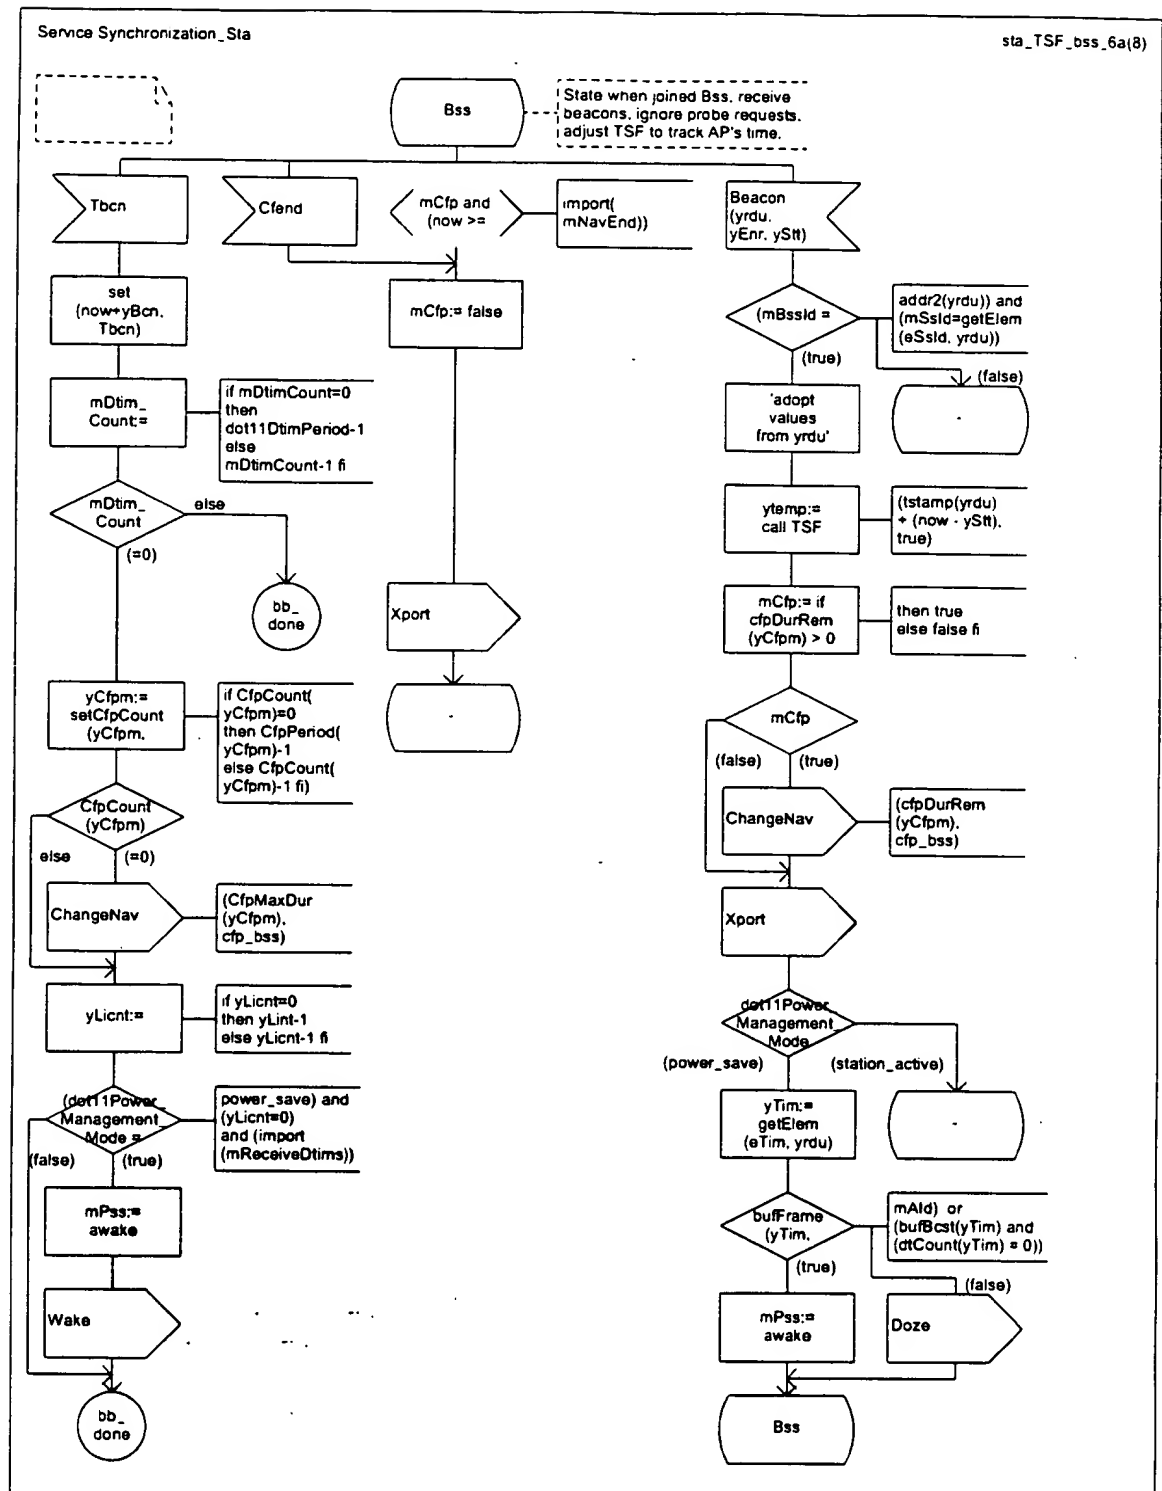 Service Synchronization_Sta
sta_TSF_bss_6a(8)
Bss
State when joined Bss, receive
beacons, ignore probe requests.
adjust TSF to track AP's time.
Tbcn
set
(now+yBcn,
Tbcn)
mDtim_
Count:=
if mDtimCount=0
then
dot11DtimPeriod-1
else
mDtimCount-1 fi
mDtim_
Count
else
(=0)
bb_
done
yCfpm:=
setCfpCount
(yCfpm,
if CfpCount(
yCfpm)=0
then CfpPeriod(
yCfpm)-1
else CfpCount(
yCfpm)-1 fi)
CfpCount
(yCfpm)
else
(=0)
ChangeNav
(CfpMaxDur
(yCfpm),
cfp_bss)
yLicnt:=
if yLicnt=0
then yLint-1
else yLicnt-1 fi
(dot11Power_
Management_
Mode =
power_save) and
(yLicnt=0)
and (import
(mReceiveDtims))
(false)
(true)
mPss:=
awake
Wake
bb_
done
Cfend
mCfp and
(now >=
import(
mNavEnd))
mCfp:= false
Xport
-
Beacon
(yrdu,
yEnr, yStt)
(mBssId =
addr2(yrdu)) and
(mSsId=getElem
(eSsId, yrdu))
(true)
(false)
-
'adopt
values
from yrdu'
ytemp:=
call TSF
(tstamp(yrdu)
+ (now - yStt),
true)
mCfp:= if
cfpDurRem
(yCfpm) > 0
then true
else false fi
mCfp
(false)
(true)
ChangeNav
(cfpDurRem
(yCfpm),
cfp_bss)
Xport
dot11Power_
Management_
Mode
(power_save)
(station_active)
-
yTim:=
getElem
(eTim, yrdu)
bufFrame
(yTim,
mAId) or
(bufBcst(yTim) and
(dtCount(yTim) = 0))
(true)
(false)
mPss:=
awake
Doze
Bss